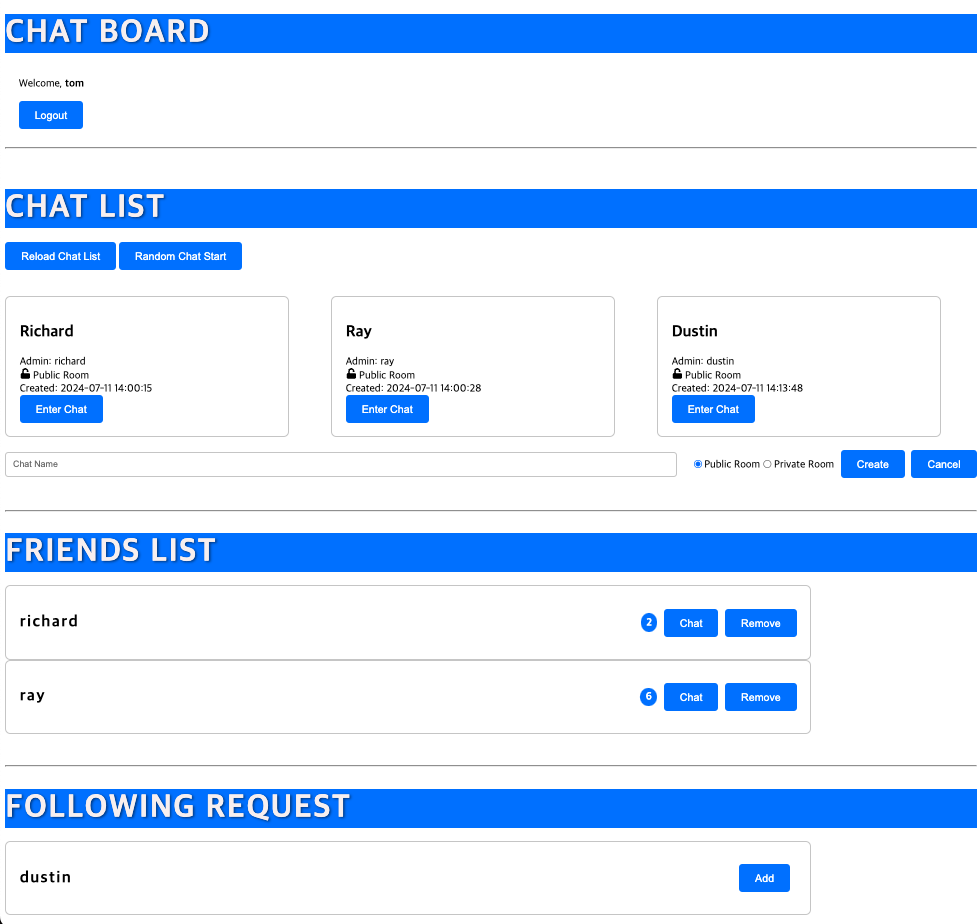 CHAT BOARD
Welcome, tom
Logout
CHAT LIST
Reload Chat List Random Chat Start
Richard
Admin: richard
Public Room
Created: 2024-07-11 14:00:15
Enter Chat
Ray
Admin: ray
Public Room
Created: 2024-07-11 14:00:28
Enter Chat
Dustin
Admin: dustin
Public Room
Created: 2024-07-11 14:13:48
Enter Chat
Chat Name Public Room Private Room Create Cancel
FRIENDS LIST
richard 2 Chat Remove
ray 6 Chat Remove
FOLLOWING REQUEST
dustin Add